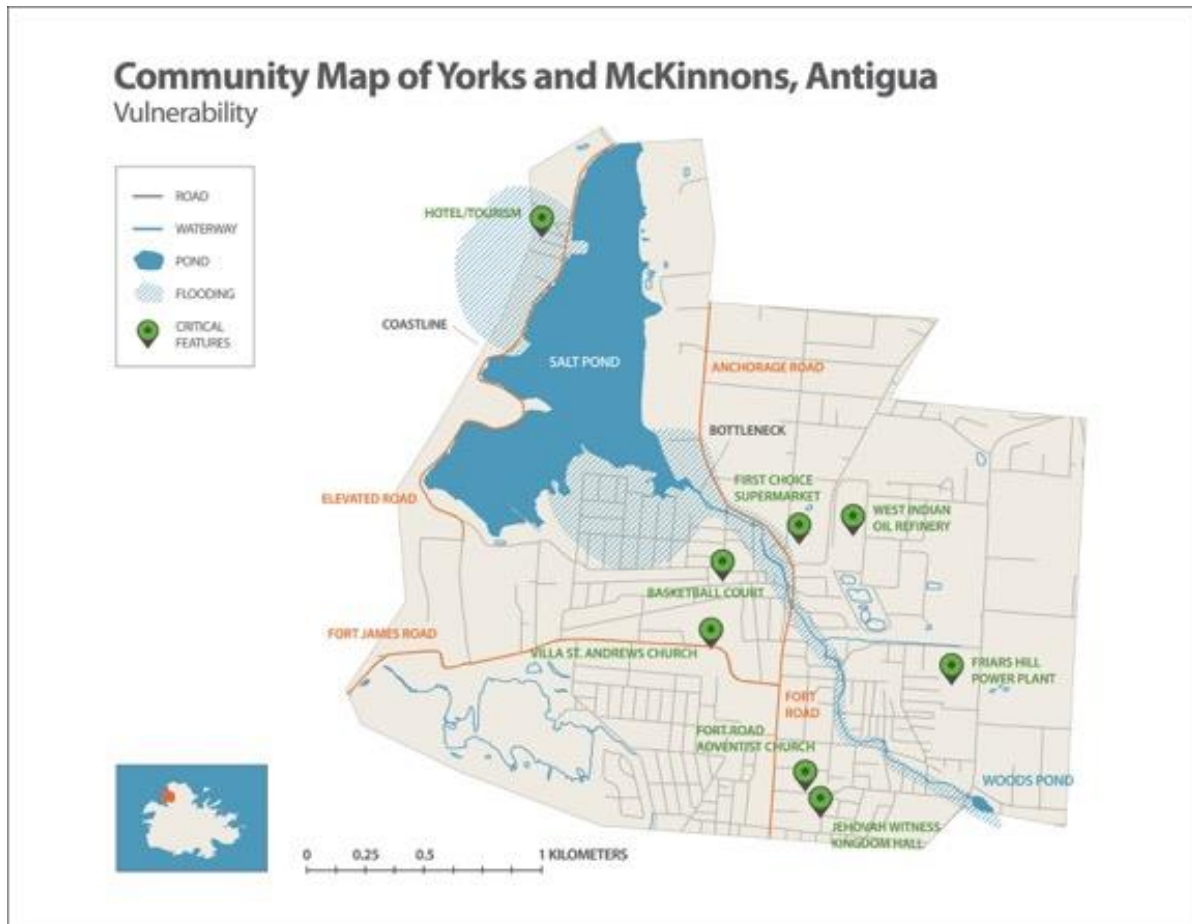 Community Map of Yorks and McKinnons, Antigua
Vulnerability
ROAD
WATERWAY
POND
FLOODING
CRITICAL
FEATURES
HOTEL/TOURISM
COASTLINE
SALT POND
ANCHORAGE ROAD
BOTTLENECK
FIRST CHOICE
SUPERMARKET
WEST INDIAN
OIL REFINERY
ELEVATED ROAD
BASKETBALL COURT
FORT JAMES ROAD
VILLA ST. ANDREWS CHURCH
FRIARS HILL
POWER PLANT
FORT
ROAD
FORT ROAD
ADVENTIST CHURCH
WOODS POND
JEHOVAH WITNESS
KINGDOM HALL
0 0.25 0.5 1 KILOMETERS